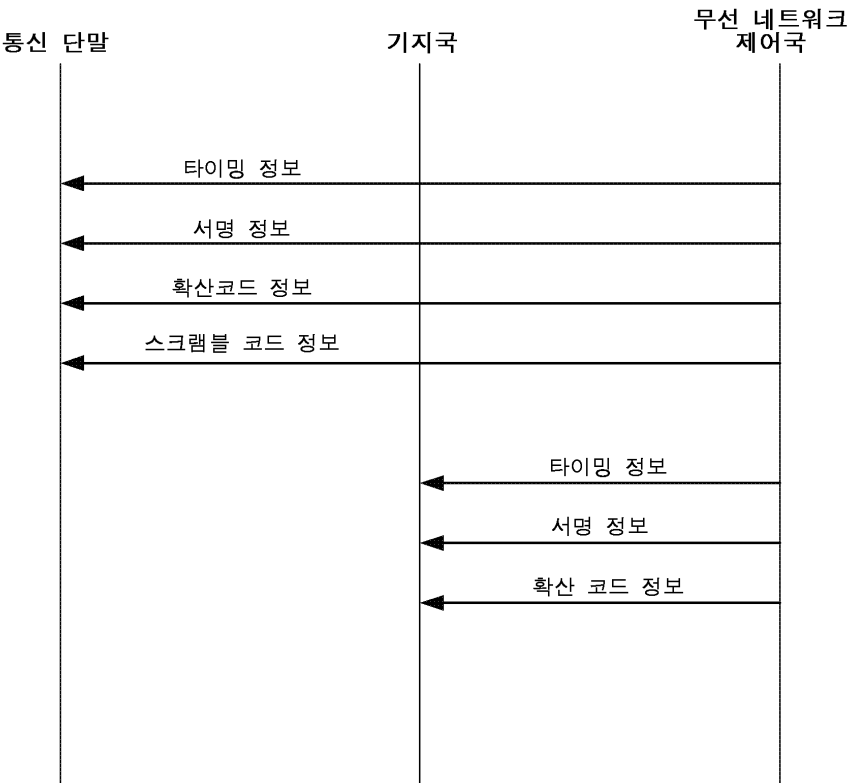 통신 단말
기지국
무선 네트워크
제어국
타이밍 정보
서명 정보
확산코드 정보
스크램블 코드 정보
타이밍 정보
서명 정보
확산 코드 정보